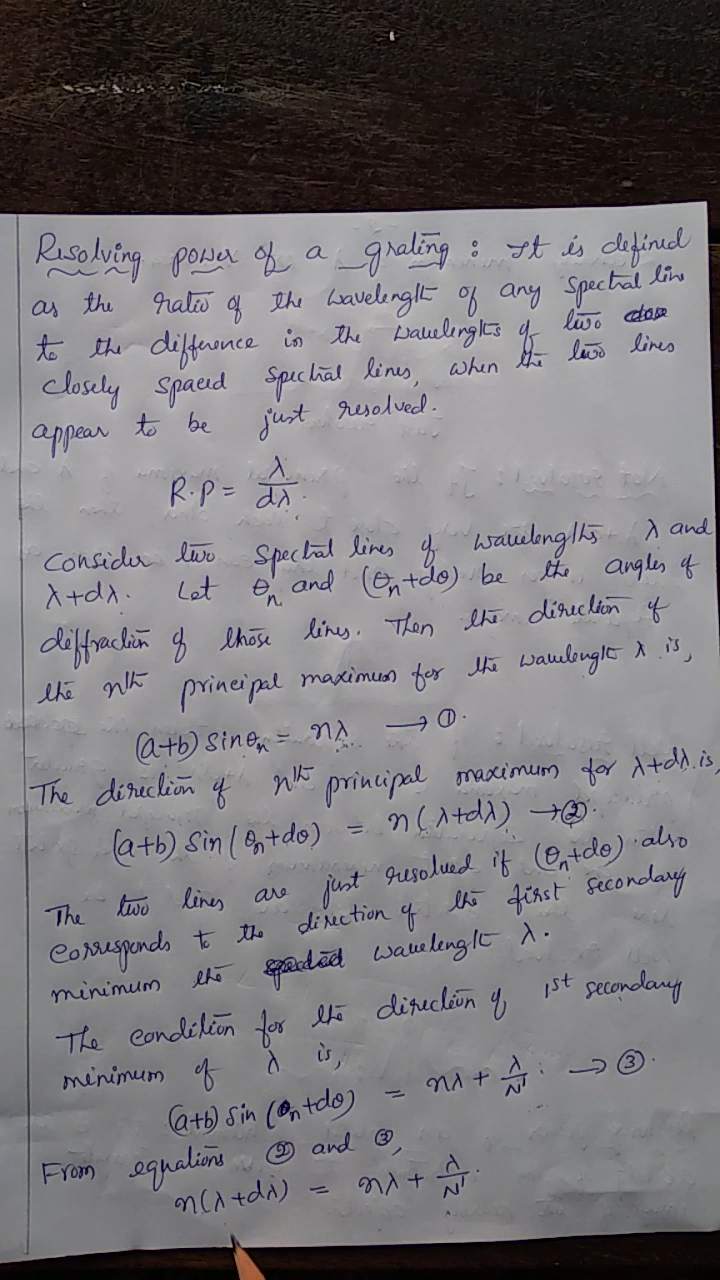 Resolving power of a grating : It is defined
as the ratio of the wavelength of any spectral line
to the difference in the wavelengths of two close
closely spaced spectral lines, when the two lines
appear to be just resolved.
R.P = λ/dλ.
Consider two spectral lines of wavelengths λ and
λ+dλ. Let θₙ and (θₙ+dθ) be the angles of
diffraction of those lines. Then the direction of
the nth principal maximum for the wavelength λ is,
(a+b) sinθₙ = nλ → ①.
The direction of nth principal maximum for λ+dλ is,
(a+b) sin(θₙ+dθ) = n(λ+dλ) → ②.
The two lines are just resolved if (θₙ+dθ) also
corresponds to the direction of the first secondary
minimum the wavelength λ.
The condition for the direction of 1st secondary
minimum of λ is,
(a+b) sin (θₙ+dθ) = nλ + λ/N' . → ③.
From equations ② and ③,
n(λ+dλ) = nλ + λ/N' .